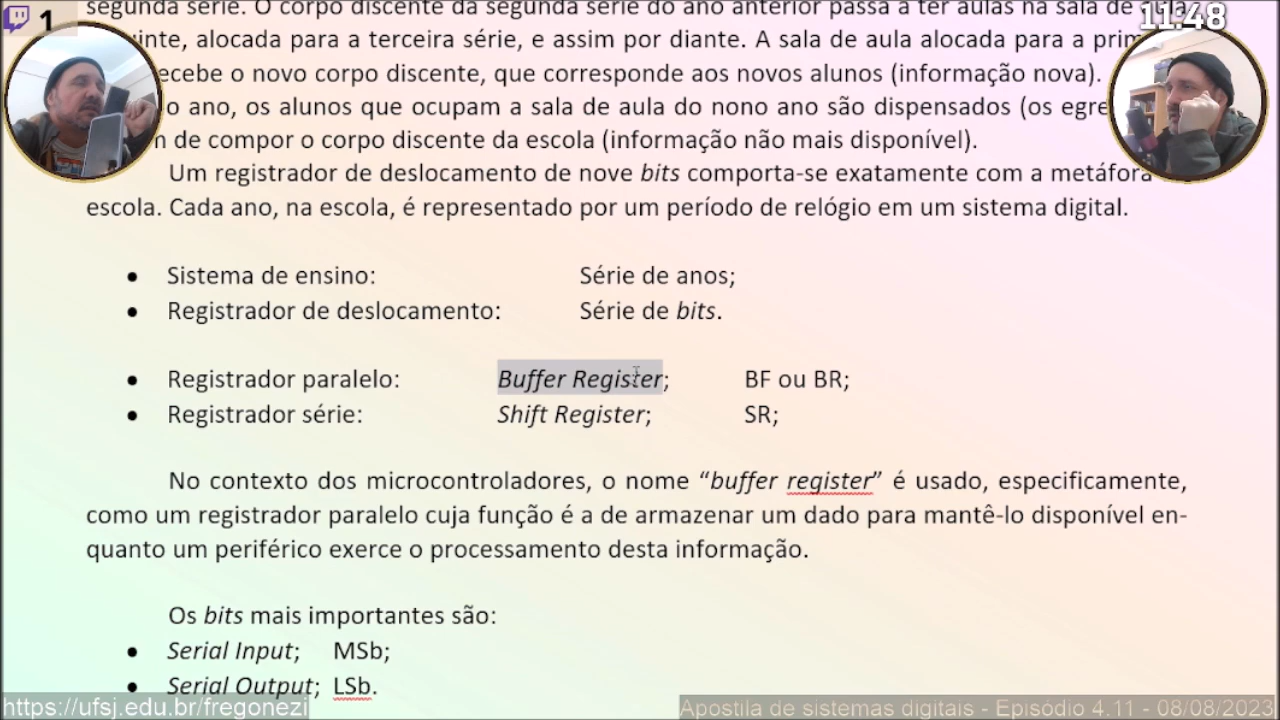 segunda série. O corpo discente da segunda série do ano anterior passa a ter aulas na sala de
1
11:48
alocada para a terceira série, e assim por diante. A sala de aula alocada para a
o novo corpo discente, que corresponde aos novos alunos (informação nova).
o ano, os alunos que ocupam a sala de aula do nono ano são dispensados (os
de compor o corpo discente da escola (informação não mais disponível).
Um registrador de deslocamento de nove bits comporta-se exatamente com a metáfora
escola. Cada ano, na escola, é representado por um período de relógio em um sistema digital.
• Sistema de ensino: Série de anos;
• Registrador de deslocamento: Série de bits.
• Registrador paralelo: Buffer Register; BF ou BR;
• Registrador série: Shift Register; SR;
No contexto dos microcontroladores, o nome “buffer register” é usado, especificamente,
como um registrador paralelo cuja função é a de armazenar um dado para mantê-lo disponível en-
quanto um periférico exerce o processamento desta informação.
Os bits mais importantes são:
• Serial Input; MSb;
• Serial Output; LSb.
https://ufsj.edu.br/fregonezi
Apostila de sistemas digitais - Episódio 4.11 - 08/08/2023